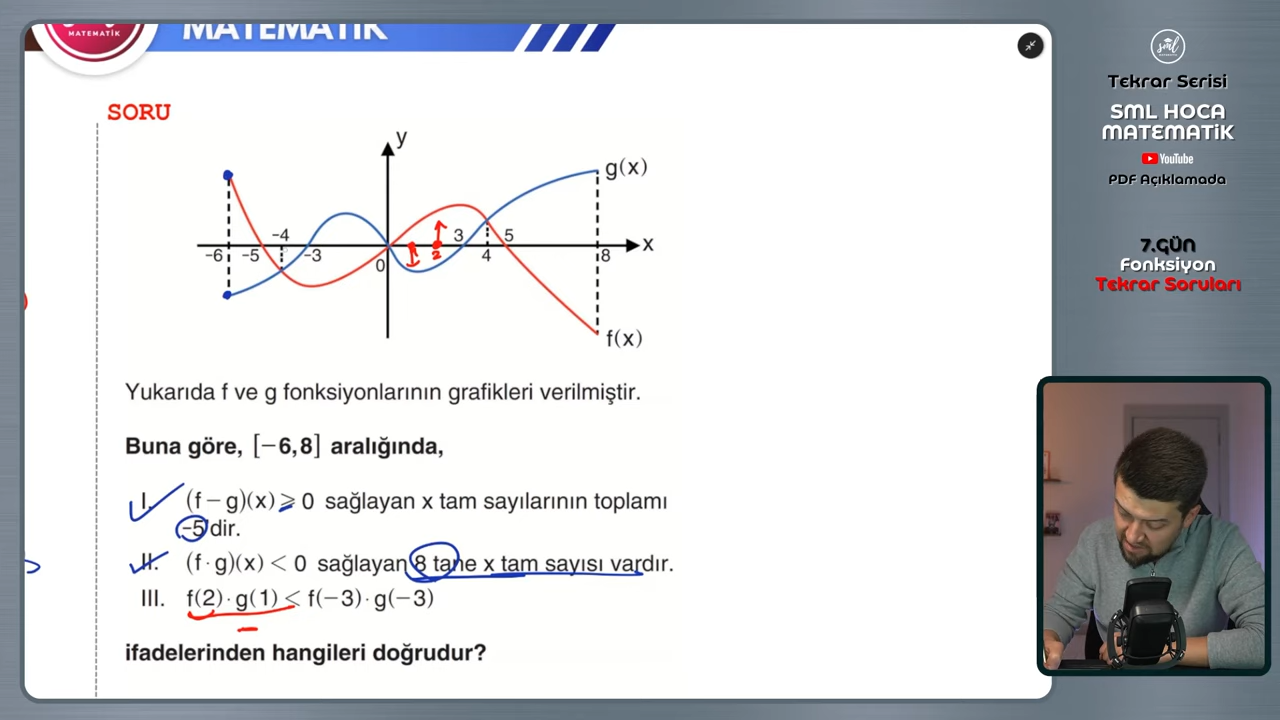 MATEMATİK
MATEMATİK
SORU
y
g(x)
-4
3
5
x
-6
-5
-3
0
2
4
8
f(x)
Yukarıda f ve g fonksiyonlarının grafikleri verilmiştir.
Buna göre, [−6,8] aralığında,
I. (f − g)(x) ⩾ 0 sağlayan x tam sayılarının toplamı
-5 dir.
II. (f · g)(x) < 0 sağlayan 8 tane x tam sayısı vardır.
III. f(2) · g(1) < f(−3) · g(−3)
ifadelerinden hangileri doğrudur?
sml
Tekrar Serisi
SML HOCA
MATEMATİK
YouTube
PDF Açıklamada
7.GÜN
Fonksiyon
Tekrar Soruları